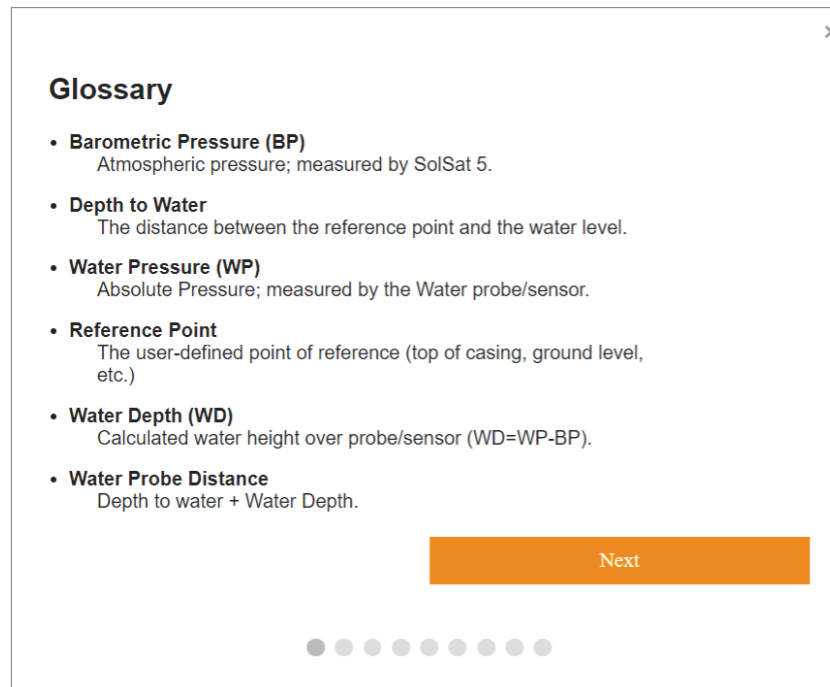 Glossary
• Barometric Pressure (BP)
Atmospheric pressure; measured by SolSat 5.
• Depth to Water
The distance between the reference point and the water level.
• Water Pressure (WP)
Absolute Pressure; measured by the Water probe/sensor.
• Reference Point
The user-defined point of reference (top of casing, ground level,
etc.)
• Water Depth (WD)
Calculated water height over probe/sensor (WD=WP-BP).
• Water Probe Distance
Depth to water + Water Depth.
Next